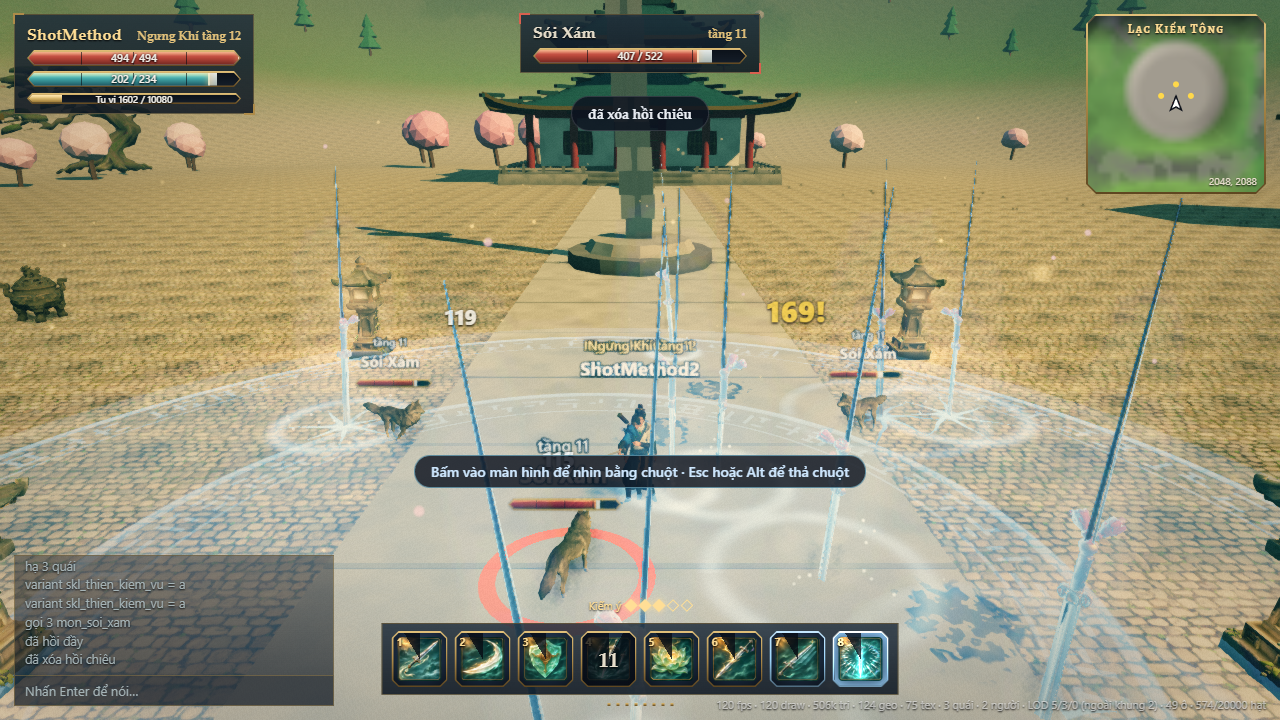 ShotMethod Ngưng Khí tầng 12
494 / 494
202 / 234
Tu vi 1602 / 10080
Sói Xám tầng 11
407 / 522
đã xóa hồi chiêu
Lạc Kiếm Tông
2048, 2088
119
169!
tầng 11
Sói Xám
tầng 11
Sói Xám
ShotMethod2
tầng 11
Bấm vào màn hình để nhìn bằng chuột · Esc hoặc Alt để thả chuột
hạ 3 quái
variant skl_thien_kiem_vu = a
variant skl_thien_kiem_vu = a
gọi 3 mon_soi_xam
đã hồi đầy
đã xóa hồi chiêu
Nhấn Enter để nói...
Kiếm ý
1 2 3 11 5 6 7 8
120 fps · 120 draw · 506k tri · 124 geo · 75 tex · 3 quái · 2 người · LOD 5/3/0 (ngoài khung 2) · 49 đ · 574/20000 hạt